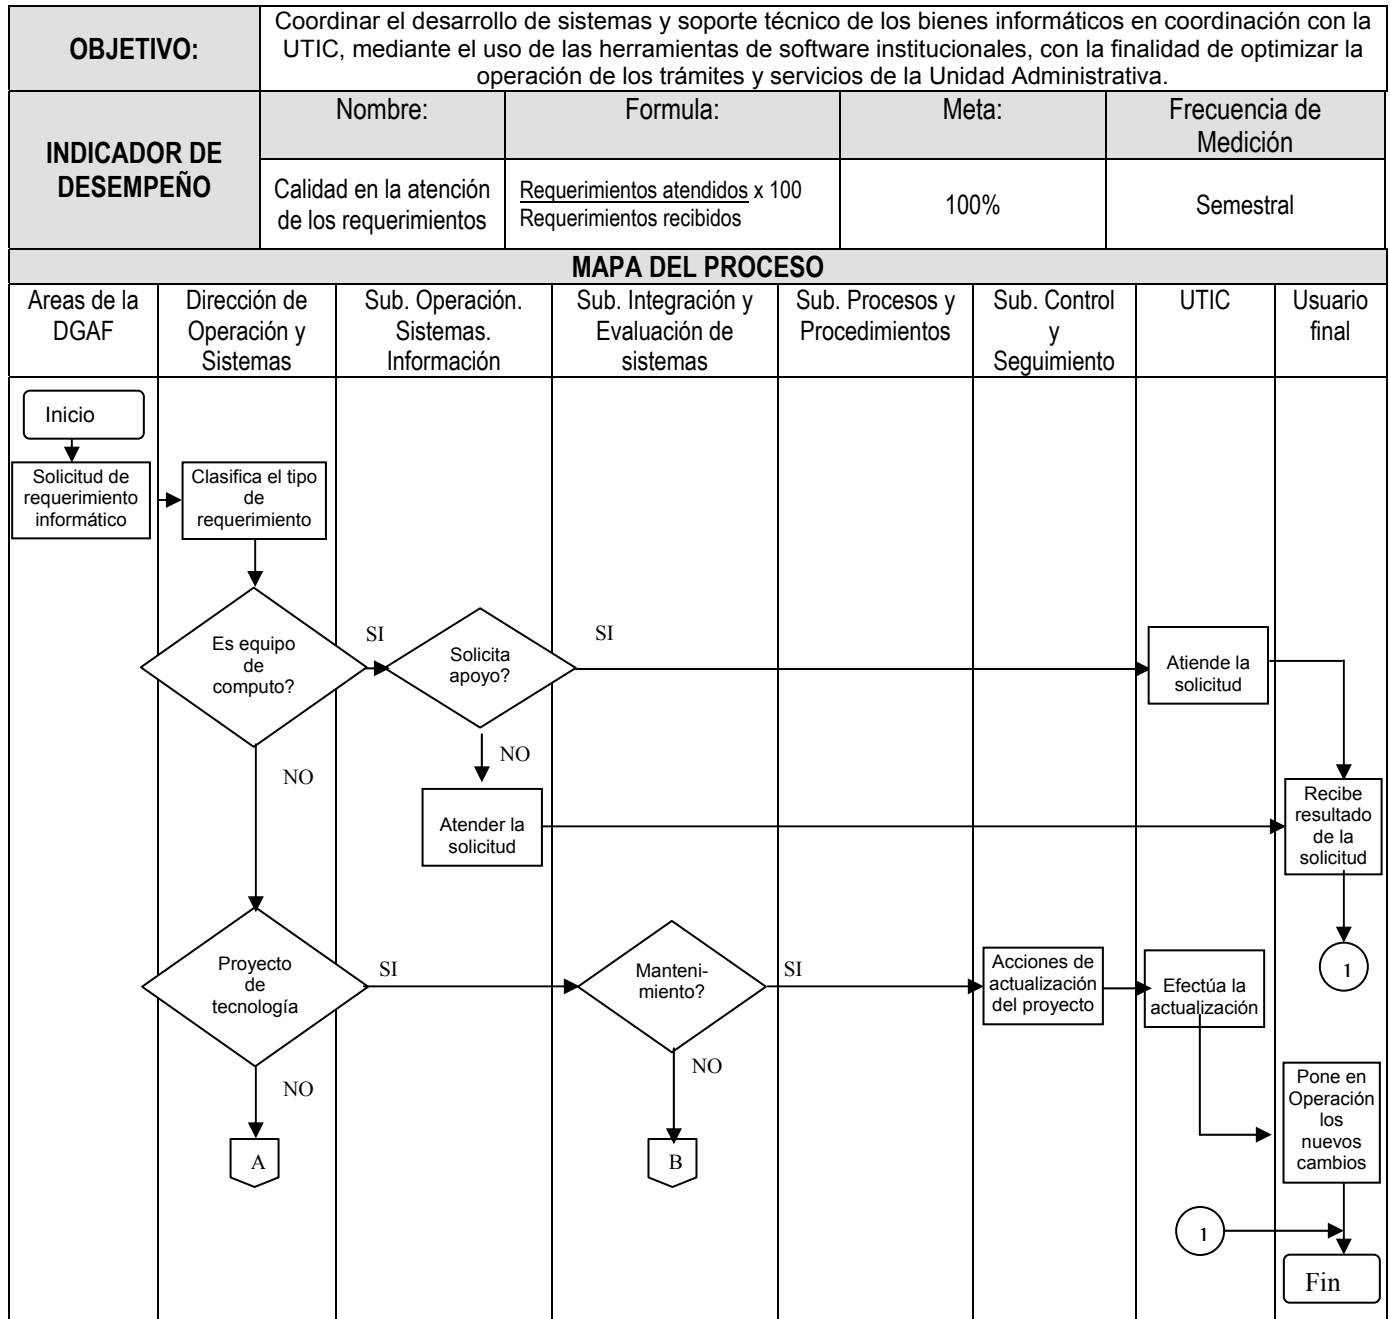 OBJETIVO:
Coordinar el desarrollo de sistemas y soporte técnico de los bienes informáticos en coordinación con la
UTIC, mediante el uso de las herramientas de software institucionales, con la finalidad de optimizar la
operación de los trámites y servicios de la Unidad Administrativa.
INDICADOR DE
DESEMPEÑO
Nombre:
Formula:
Meta:
Frecuencia de
Medición
Calidad en la atención
de los requerimientos
Requerimientos atendidos x 100
Requerimientos recibidos
100%
Semestral
MAPA DEL PROCESO
Areas de la
DGAF
Dirección de
Operación y
Sistemas
Sub. Operación.
Sistemas.
Información
Sub. Integración y
Evaluación de
sistemas
Sub. Procesos y
Procedimientos
Sub. Control
y
Seguimiento
UTIC
Usuario
final
Inicio
Solicitud de
requerimiento
informático
Clasifica el tipo
de
requerimiento
Es equipo
de
computo?
SI
Solicita
apoyo?
SI
Atiende la
solicitud
NO
NO
Atender la
solicitud
Recibe
resultado
de la
solicitud
1
Proyecto
de
tecnología
SI
Manteni-
miento?
SI
Acciones de
actualización
del proyecto
Efectúa la
actualización
NO
NO
Pone en
Operación
los
nuevos
cambios
A
B
1
Fin